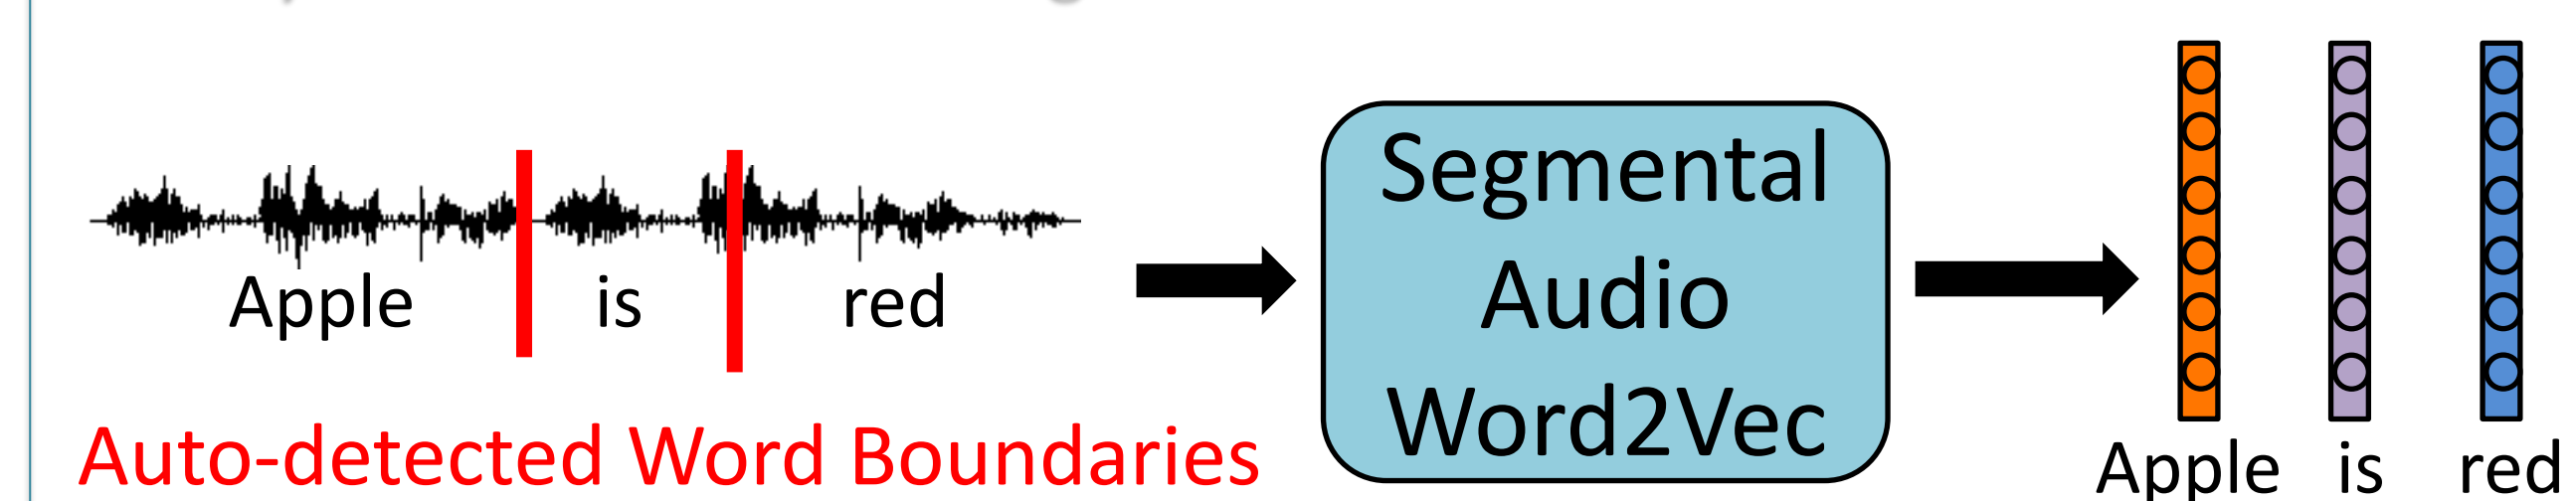 Apple is red
Auto-detected Word Boundaries
Segmental
Audio
Word2Vec
Apple is red